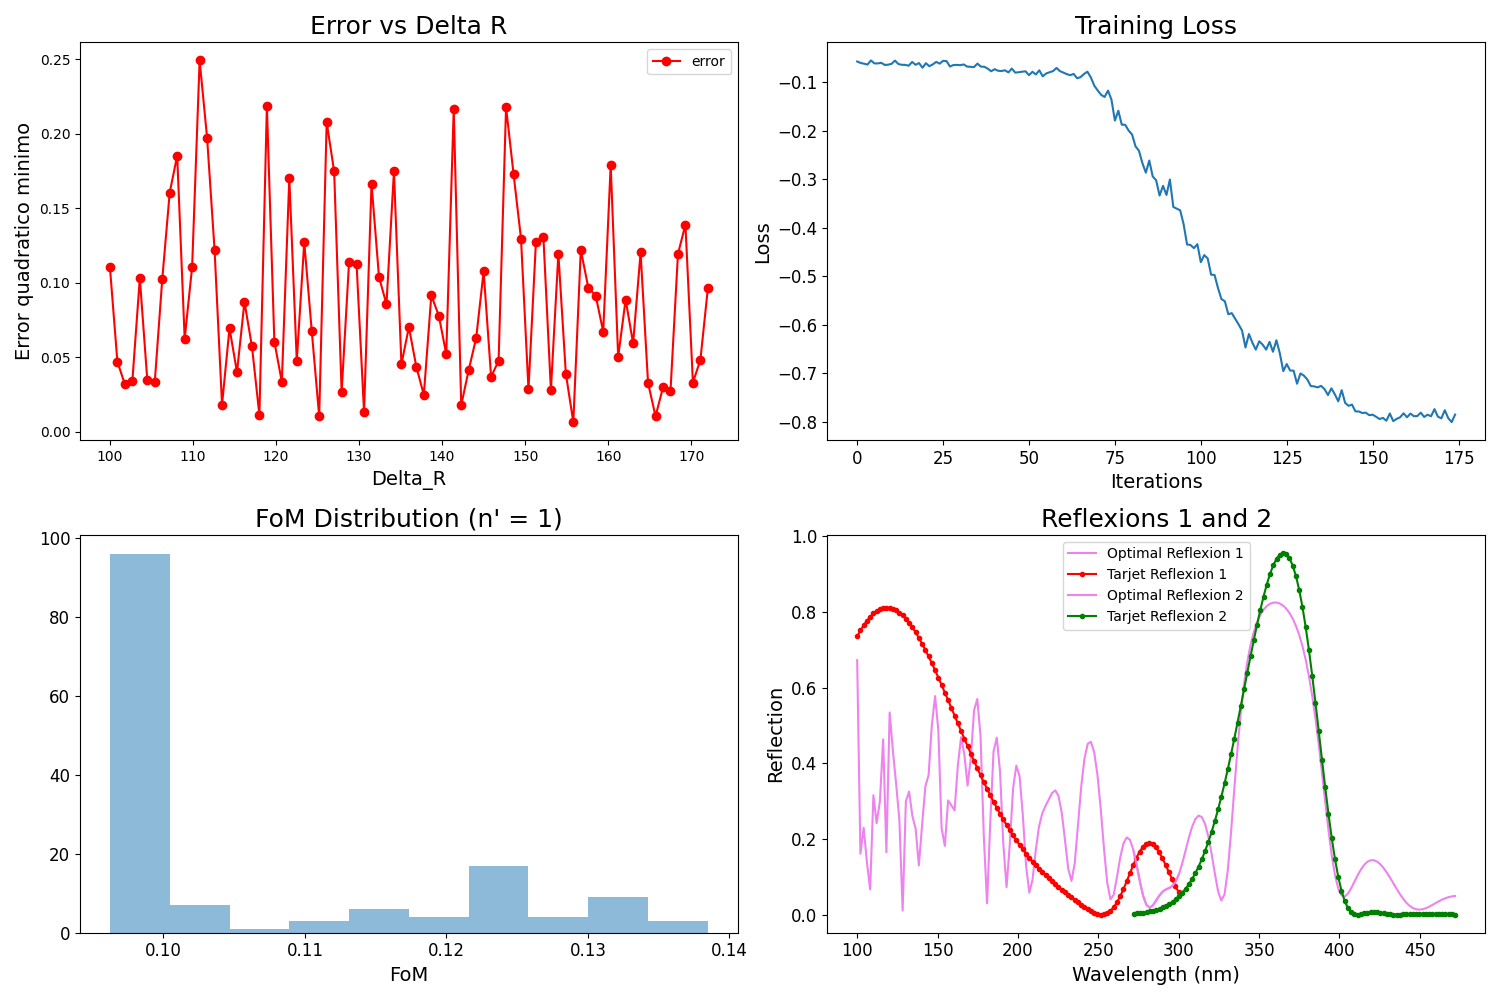 Error vs Delta R
error
Error quadratico minimo
0.25
0.20
0.15
0.10
0.05
0.00
100 110 120 130 140 150 160 170
Delta_R
Training Loss
Loss
−0.1
−0.2
−0.3
−0.4
−0.5
−0.6
−0.7
−0.8
0 25 50 75 100 125 150 175
Iterations
FoM Distribution (n' = 1)
100
80
60
40
20
0
0.10 0.11 0.12 0.13 0.14
FoM
Reflexions 1 and 2
Optimal Reflexion 1
Tarjet Reflexion 1
Optimal Reflexion 2
Tarjet Reflexion 2
Reflection
1.0
0.8
0.6
0.4
0.2
0.0
100 150 200 250 300 350 400 450
Wavelength (nm)